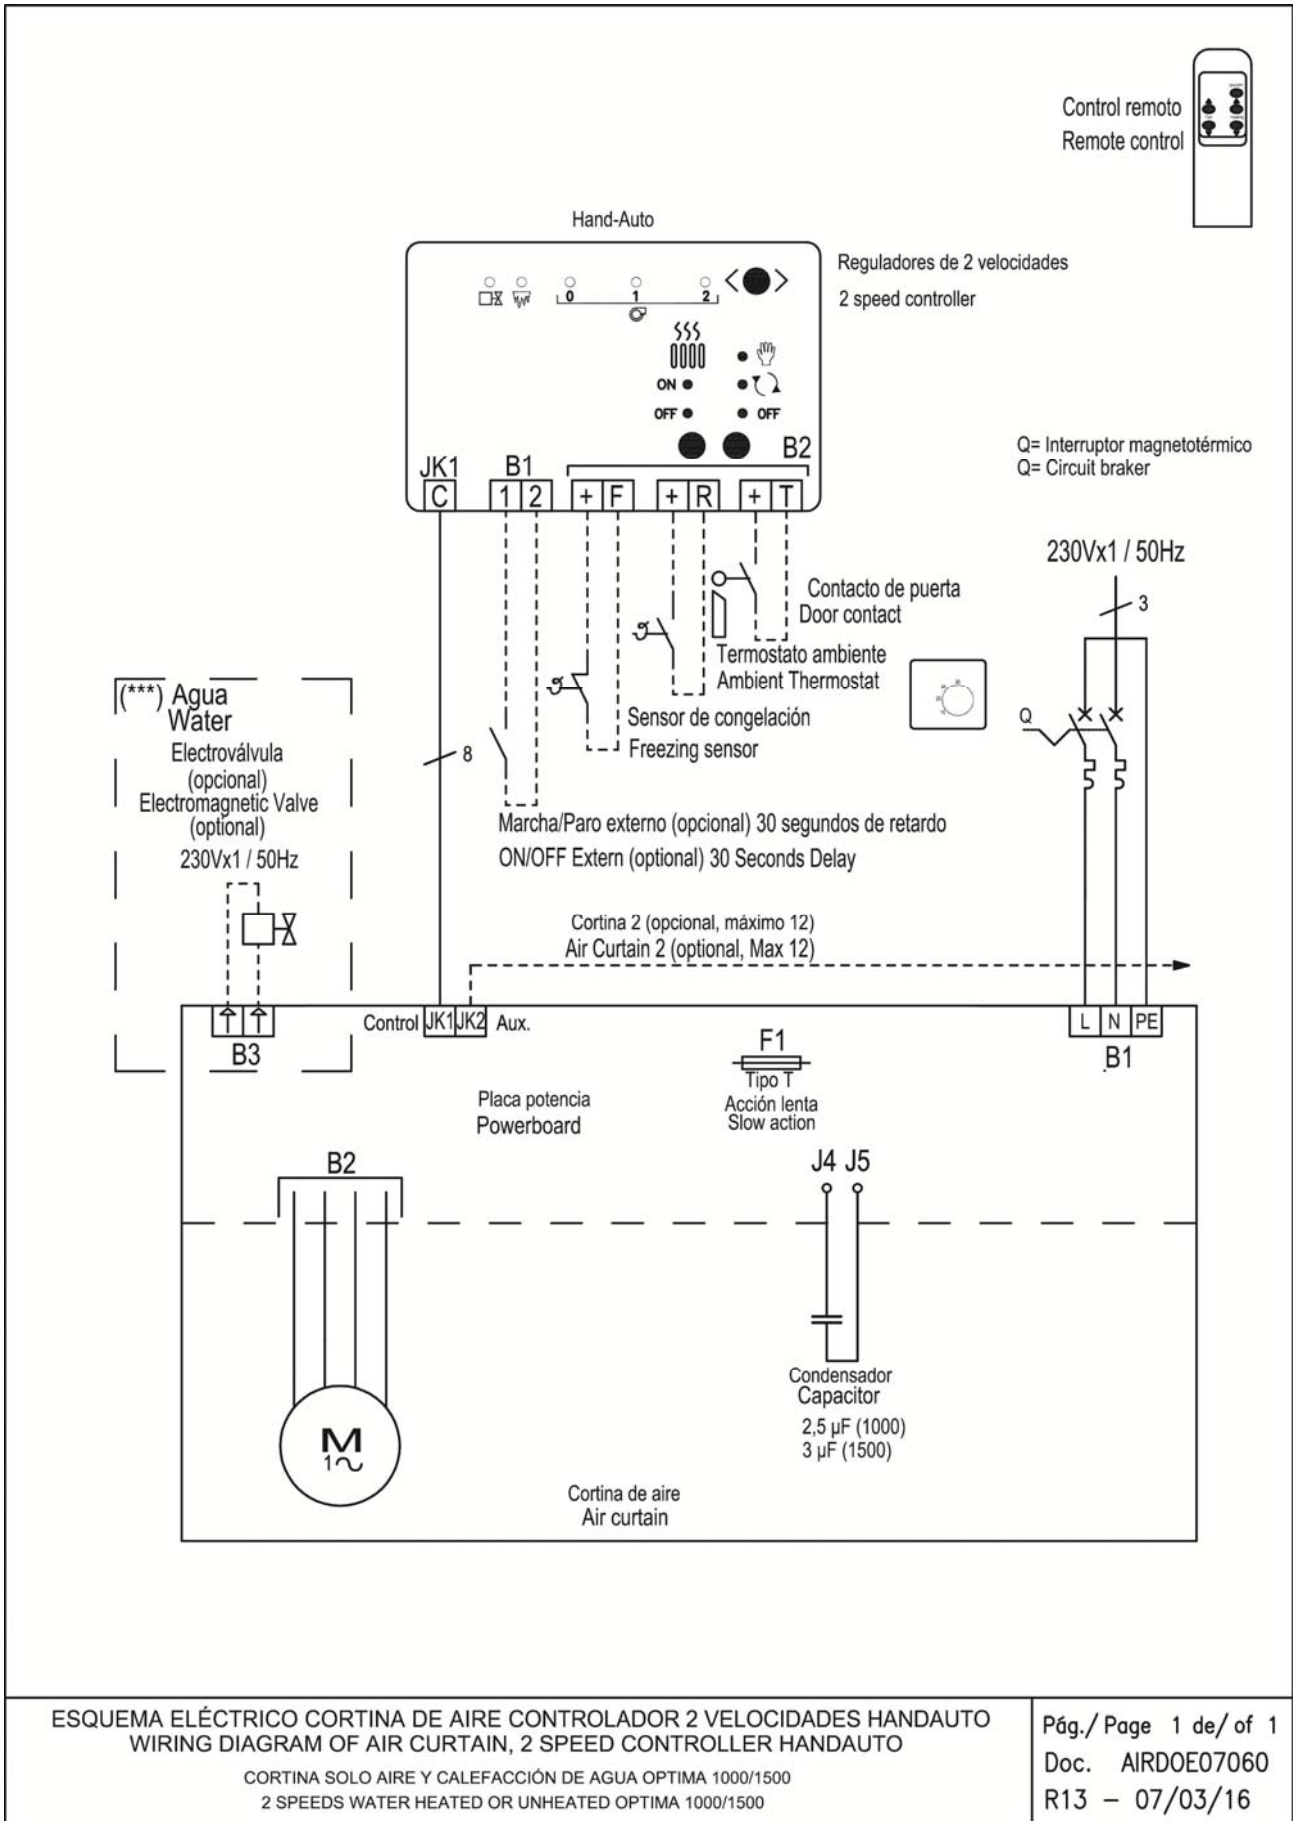 Control remoto
Remote control
Hand-Auto
Reguladores de 2 velocidades
2 speed controller
0 1 2
ON
OFF OFF
B2
JK1 B1
C 1 2 + F + R + T
Q= Interruptor magnetotérmico
Q= Circuit braker
230Vx1 / 50Hz
3
Contacto de puerta
Door contact
Termostato ambiente
Ambient Thermostat
Q
Sensor de congelación
Freezing sensor
8
(***) Agua
Water
Electroválvula
(opcional)
Electromagnetic Valve
(optional)
230Vx1 / 50Hz
Marcha/Paro externo (opcional) 30 segundos de retardo
ON/OFF Extern (optional) 30 Seconds Delay
Cortina 2 (opcional, máximo 12)
Air Curtain 2 (optional, Max 12)
Control JK1 JK2 Aux.
L N PE
B3
B1
F1
Tipo T
Acción lenta
Slow action
Placa potencia
Powerboard
B2
J4 J5
Condensador
Capacitor
2,5 µF (1000)
3 µF (1500)
M
1
Cortina de aire
Air curtain
ESQUEMA ELÉCTRICO CORTINA DE AIRE CONTROLADOR 2 VELOCIDADES HANDAUTO
WIRING DIAGRAM OF AIR CURTAIN, 2 SPEED CONTROLLER HANDAUTO
CORTINA SOLO AIRE Y CALEFACCIÓN DE AGUA OPTIMA 1000/1500
2 SPEEDS WATER HEATED OR UNHEATED OPTIMA 1000/1500
Pág./ Page 1 de/ of 1
Doc. AIRDOE07060
R13 – 07/03/16